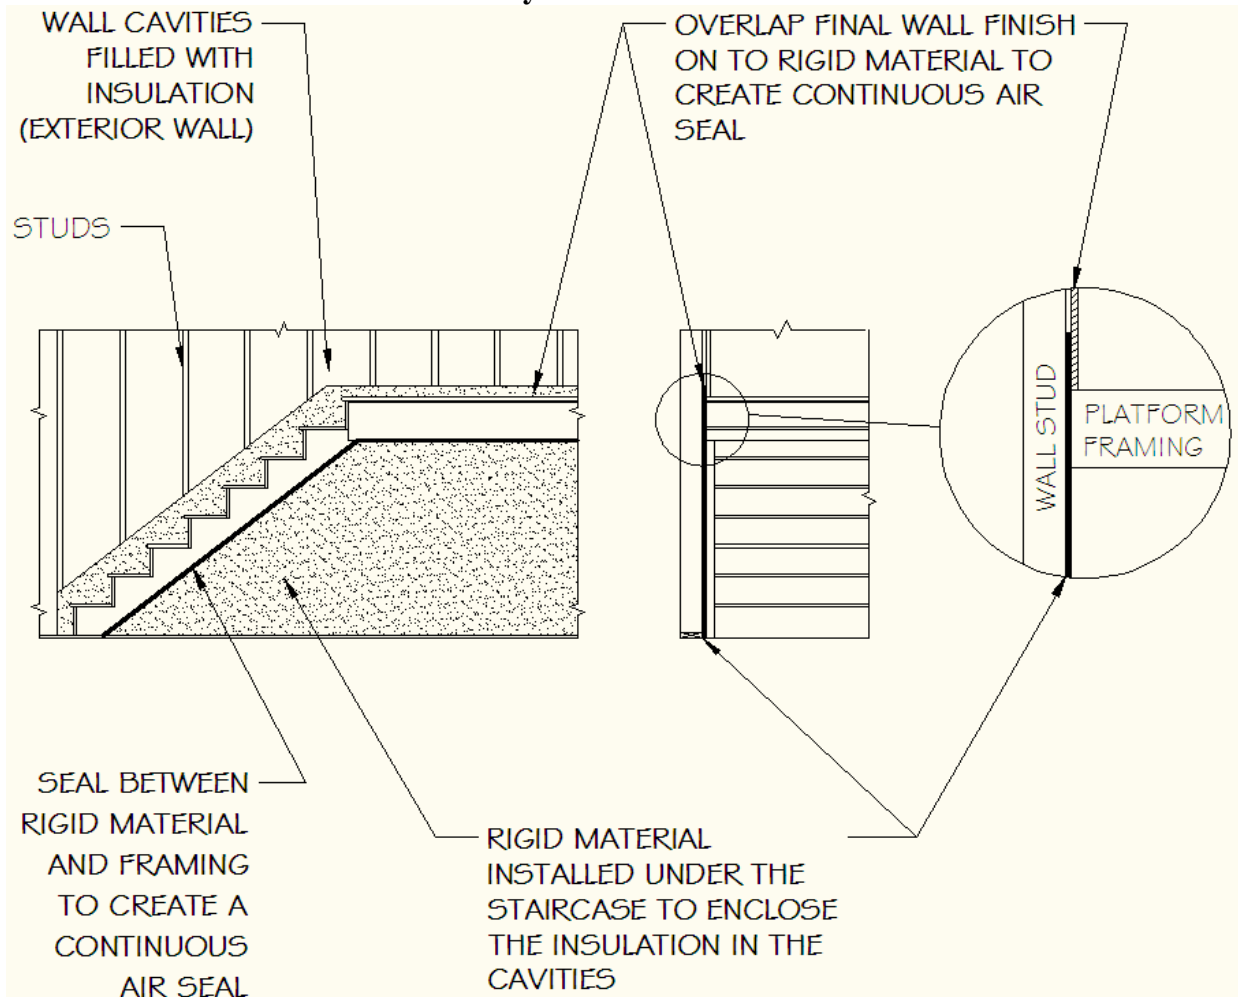 WALL CAVITIES
FILLED WITH
INSULATION
(EXTERIOR WALL)
OVERLAP FINAL WALL FINISH
ON TO RIGID MATERIAL TO
CREATE CONTINUOUS AIR
SEAL
STUDS
WALL STUD
PLATFORM
FRAMING
SEAL BETWEEN
RIGID MATERIAL
AND FRAMING
TO CREATE A
CONTINUOUS
AIR SEAL
RIGID MATERIAL
INSTALLED UNDER THE
STAIRCASE TO ENCLOSE
THE INSULATION IN THE
CAVITIES